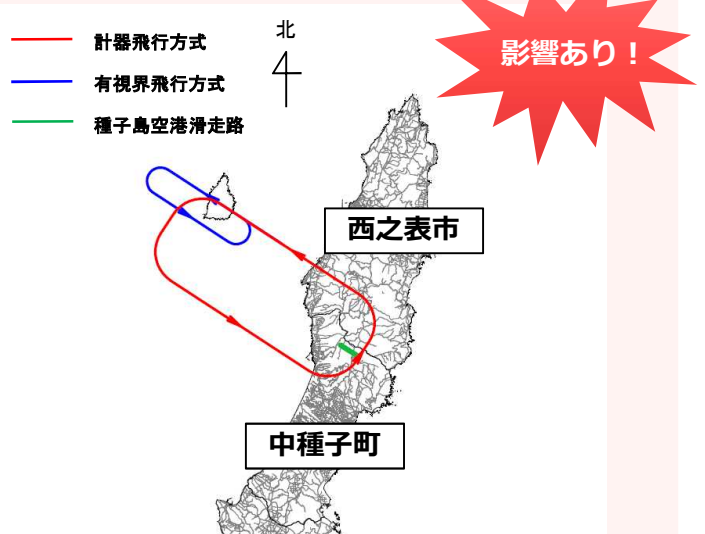 計器飛行方式
有視界飛行方式
種子島空港滑走路
北
影響あり！
西之表市
中種子町